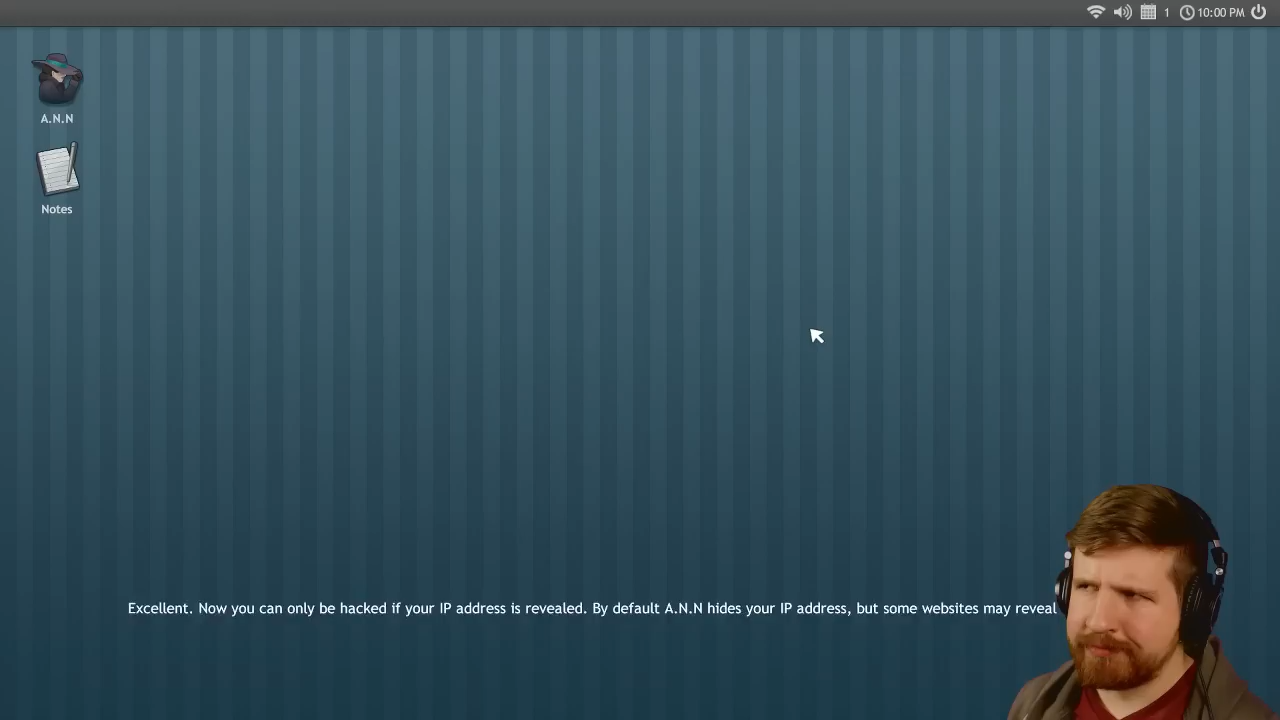 1 10:00 PM
A.N.N
Notes
Excellent. Now you can only be hacked if your IP address is revealed. By default A.N.N hides your IP address, but some websites may reveal